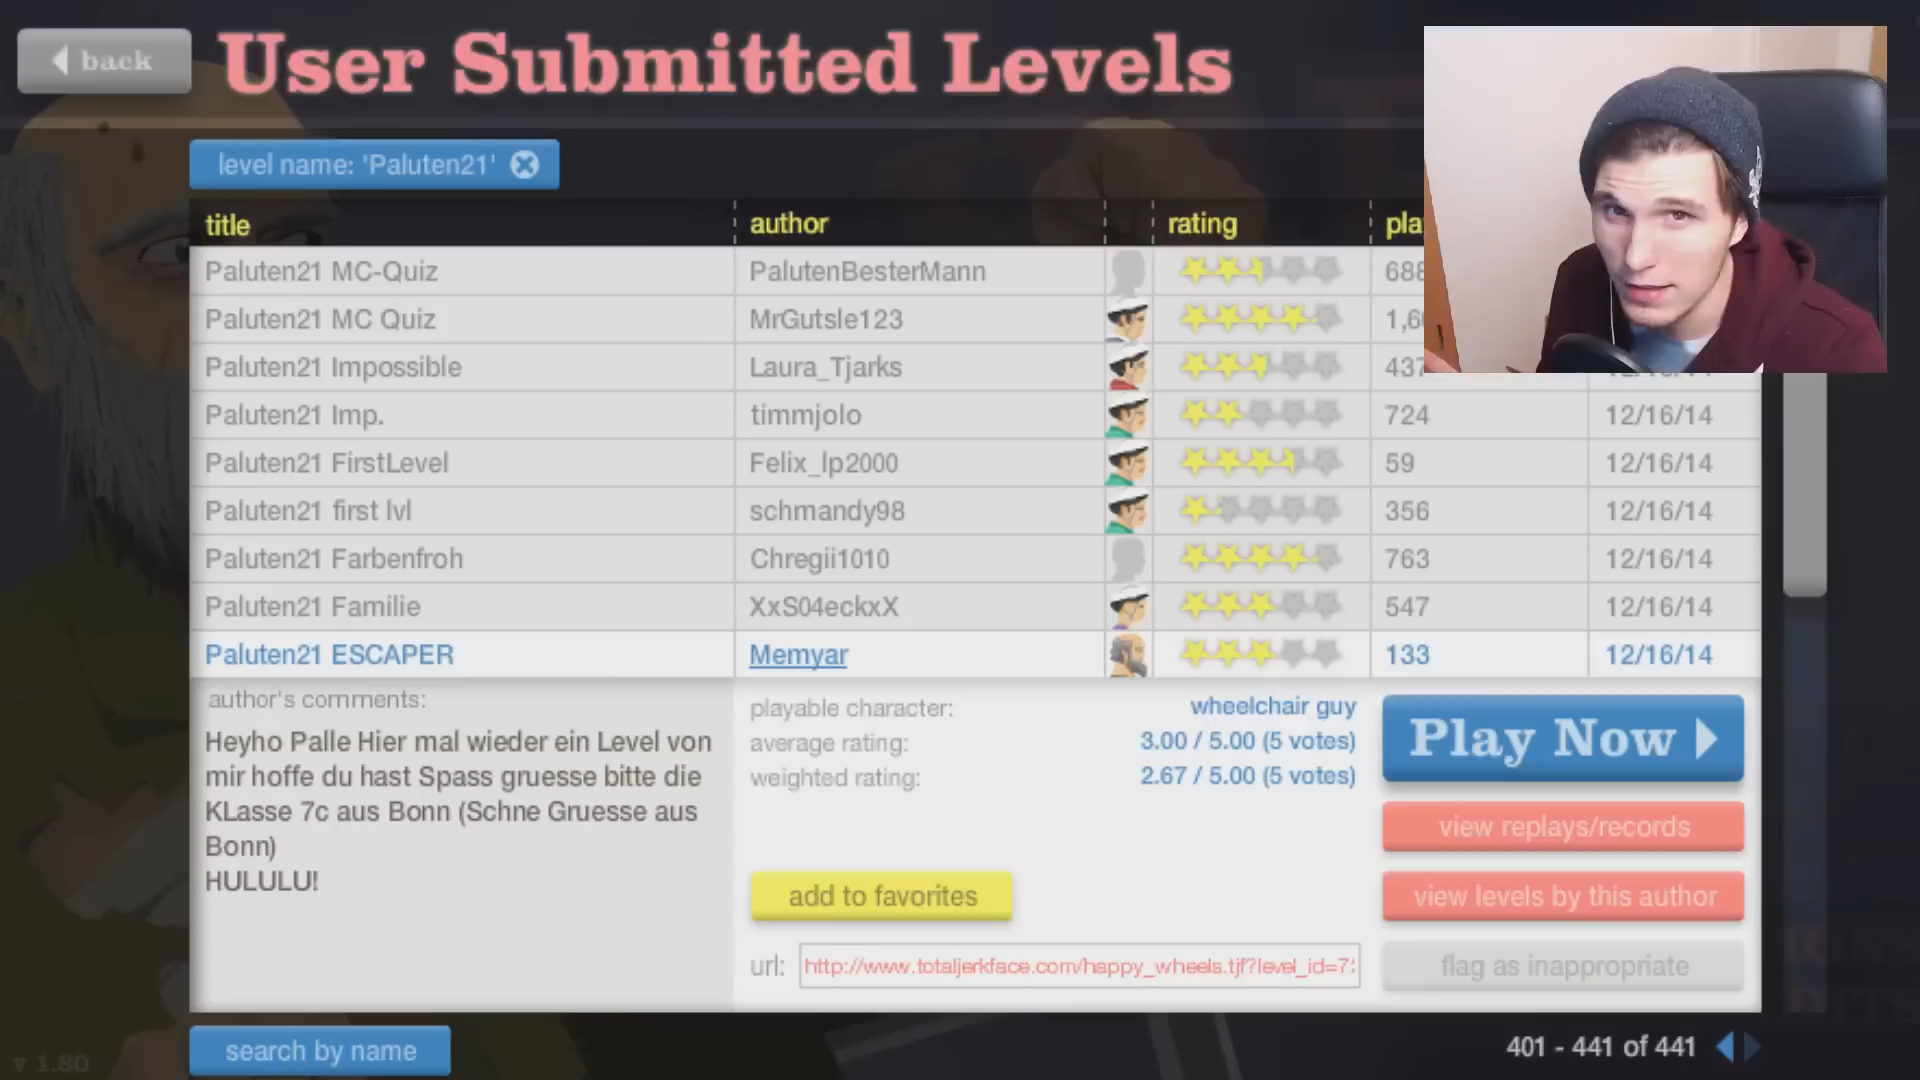 back
User Submitted Levels
level name: 'Paluten21'
title author rating
Paluten21 MC-Quiz PalutenBesterMann 688
Paluten21 MC Quiz MrGutsle123
Paluten21 Impossible Laura_Tjarks 437
Paluten21 Imp. timmjolo 724 12/16/14
Paluten21 FirstLevel Felix_lp2000 59 12/16/14
Paluten21 first lvl schmandy98 356 12/16/14
Paluten21 Farbenfroh Chregii1010 763 12/16/14
Paluten21 Familie XxS04eckxX 547 12/16/14
Paluten21 ESCAPER Memyar 133 12/16/14
author's comments:
Heyho Palle Hier mal wieder ein Level von
mir hoffe du hast Spass gruesse bitte die
KLasse 7c aus Bonn (Schne Gruesse aus
Bonn)
HULULU!
playable character: wheelchair guy
average rating: 3.00 / 5.00 (5 votes)
weighted rating: 2.67 / 5.00 (5 votes)
add to favorites
url: http://www.totaljerkface.com/happy_wheels.tjf?level_id=7
Play Now
view replays/records
view levels by this author
flag as inappropriate
v 1.80
search by name
401 - 441 of 441